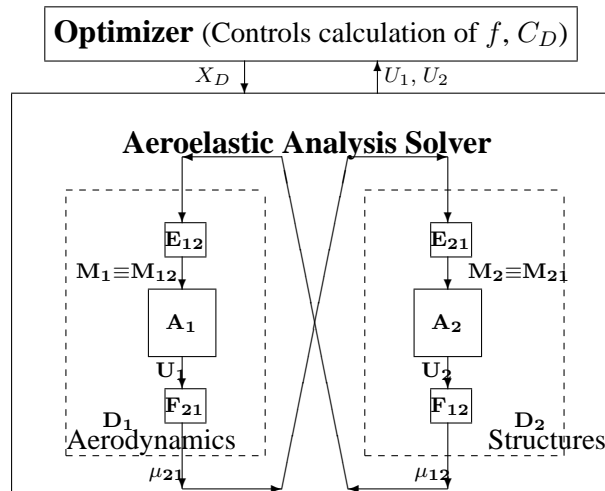 Optimizer (Controls calculation of f, C_D)
X_D
U_1, U_2
Aeroelastic Analysis Solver
E_12
E_21
M_1≡M_12
M_2≡M_21
A_1
A_2
U_1
U_2
F_21
F_12
D_1
D_2
Aerodynamics
Structures
μ_21
μ_12